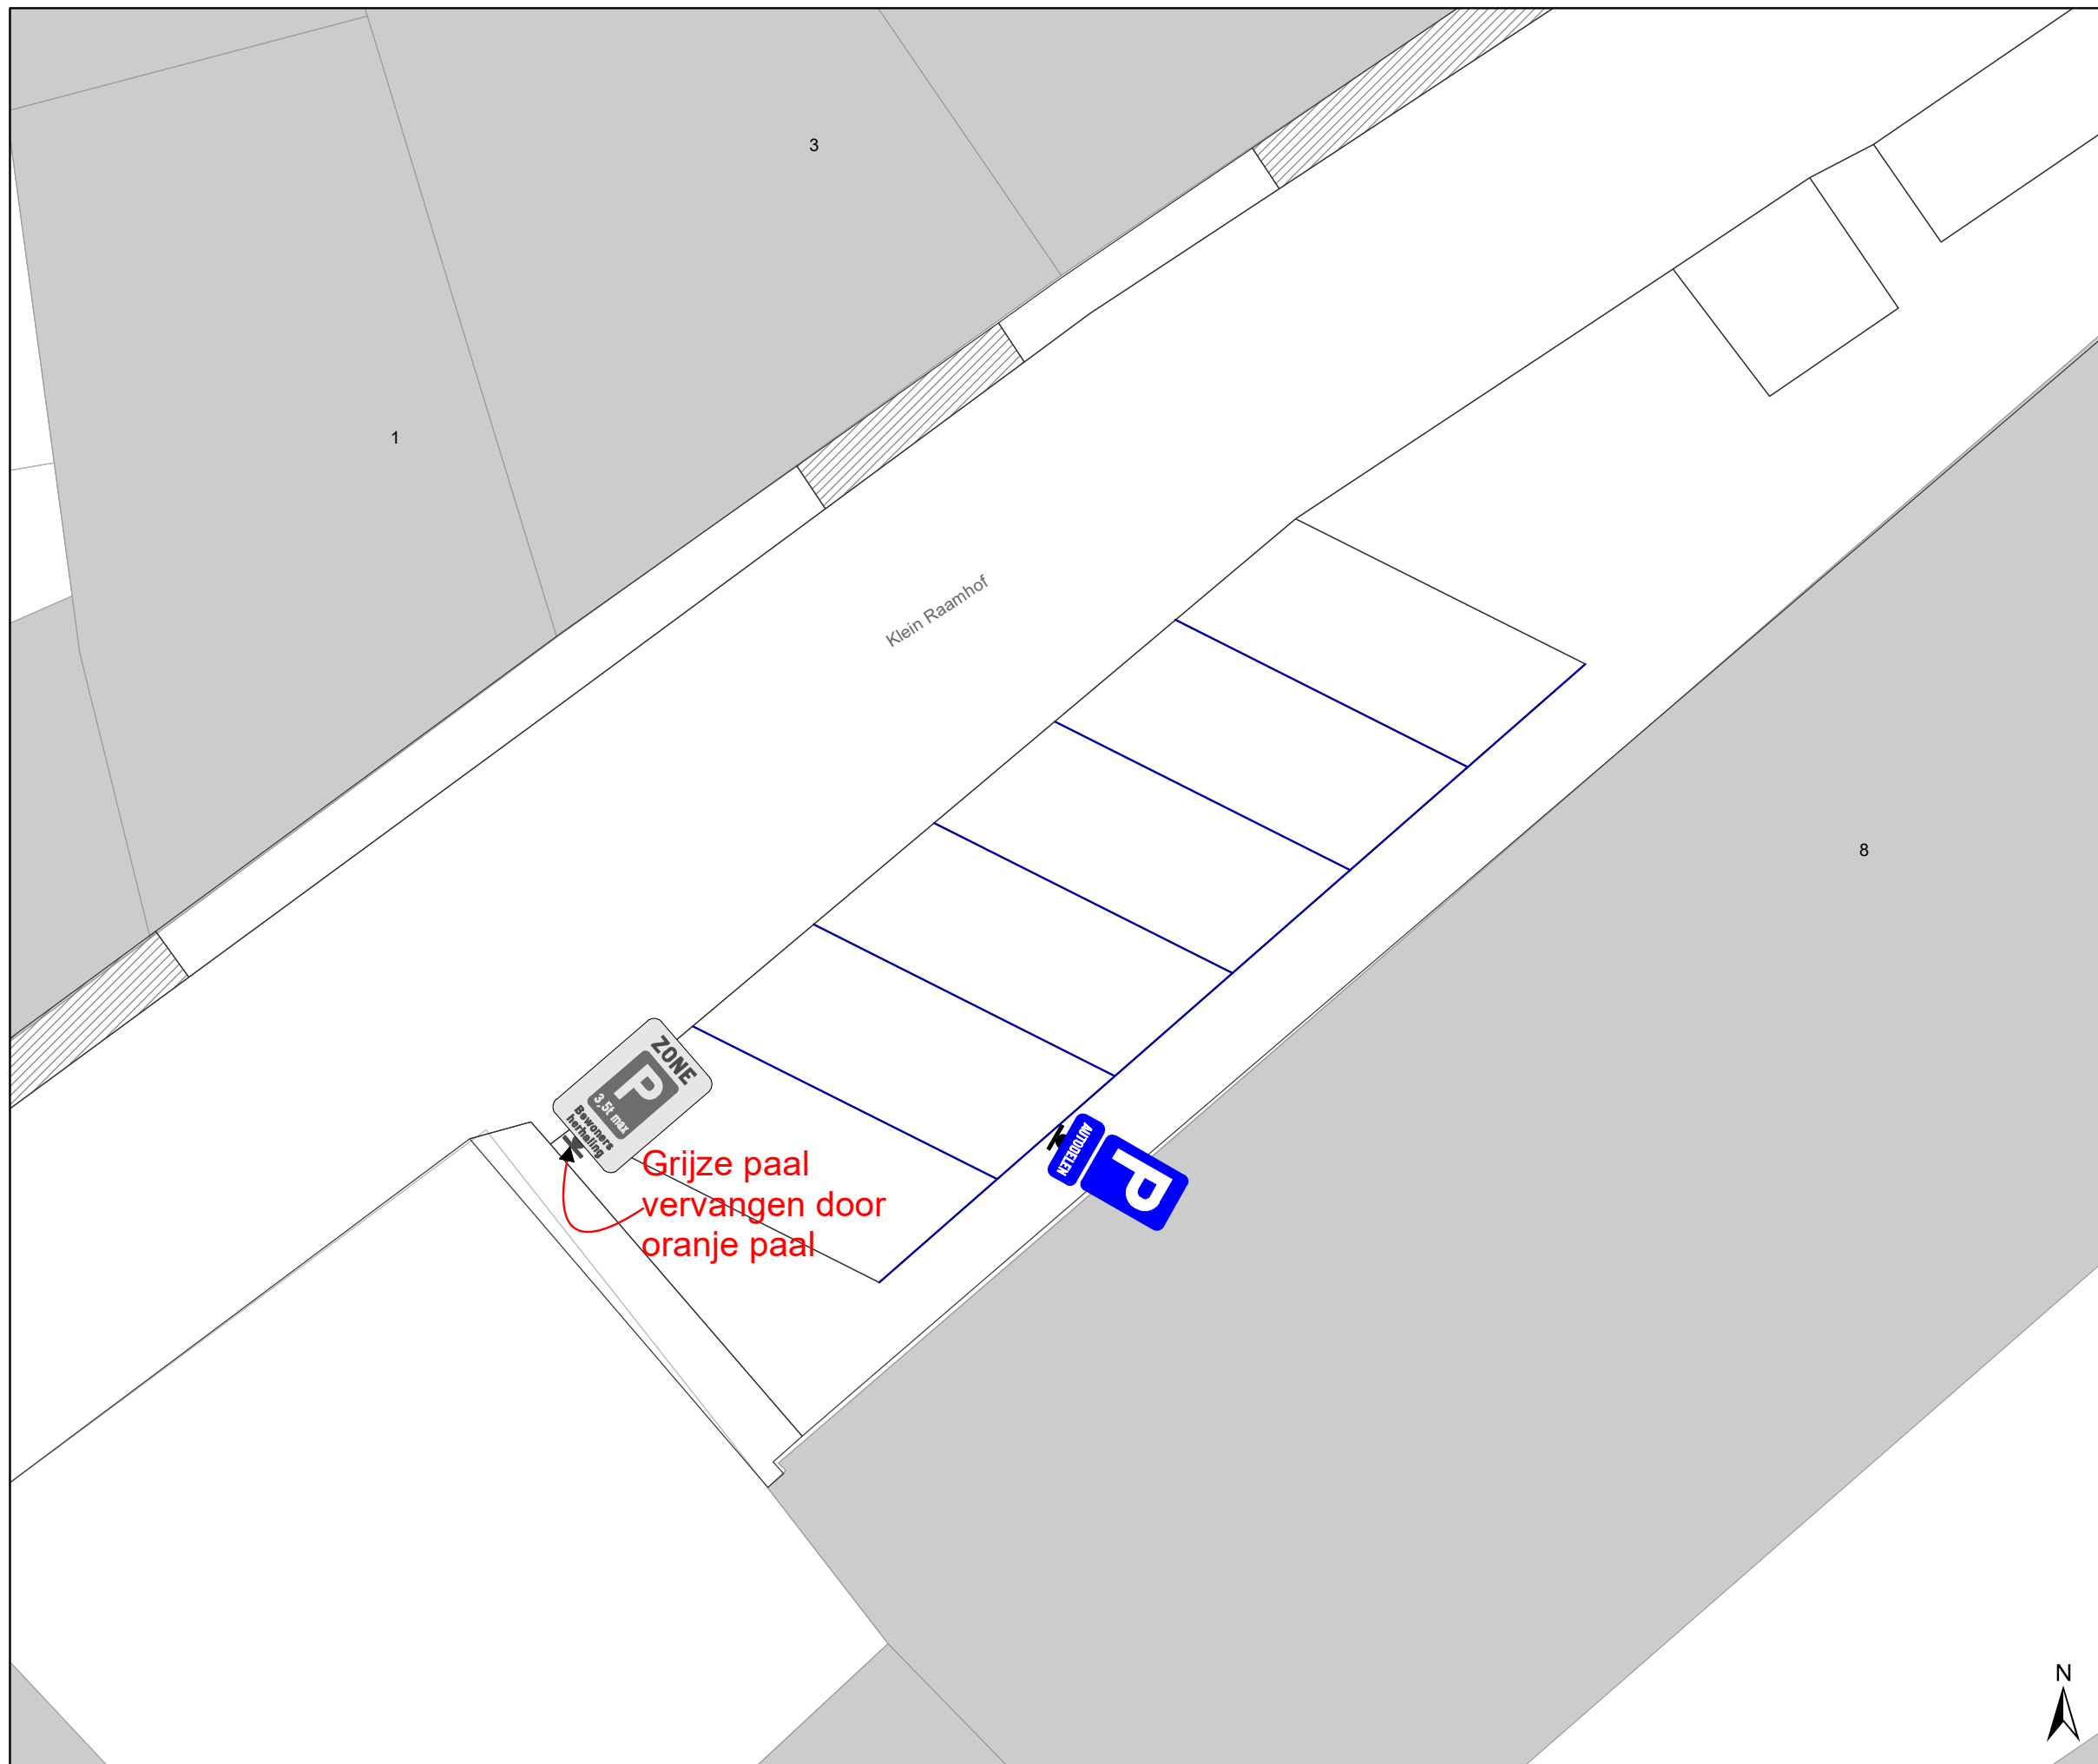 3
1
Klein Raamhof
8
ZONE
P
3,5t max
Bewoners
herhaling
Grijze paal
vervangen door
oranje paal
AUTODELEN
P
N